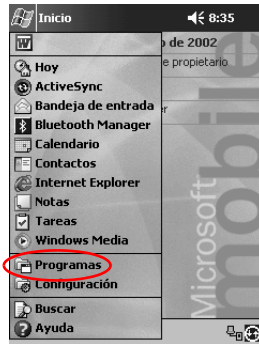 Inicio
8:35
o de 2002
Hoy
e propietario
ActiveSync
Bandeja de entrada
Bluetooth Manager
er
Calendario
Contactos
Internet Explorer
Notas
Tareas
Windows Media
Programas
Configuración
Buscar
Ayuda
Microsoft
mobile